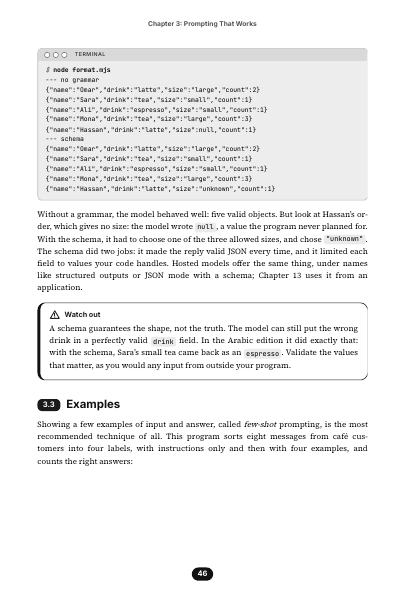 Chapter 3: Prompting That Works
TERMINAL
$ node format.mjs
--- no grammar
{"name":"Omar","drink":"latte","size":"large","count":2}
{"name":"Sara","drink":"tea","size":"small","count":1}
{"name":"Ali","drink":"espresso","size":"small","count":1}
{"name":"Mona","drink":"tea","size":"large","count":3}
{"name":"Hassan","drink":"latte","size":null,"count":1}
--- schema
{"name":"Omar","drink":"latte","size":"large","count":2}
{"name":"Sara","drink":"tea","size":"small","count":1}
{"name":"Ali","drink":"espresso","size":"small","count":1}
{"name":"Mona","drink":"tea","size":"large","count":3}
{"name":"Hassan","drink":"latte","size":"unknown","count":1}
Without a grammar, the model behaved well: five valid objects. But look at Hassan's or-
der, which gives no size: the model wrote null, a value the program never planned for.
With the schema, it had to choose one of the three allowed sizes, and chose "unknown".
The schema did two jobs: it made the reply valid JSON every time, and it limited each
field to values your code handles. Hosted models offer the same thing, under names
like structured outputs or JSON mode with a schema; Chapter 13 uses it from an
application.
Watch out
A schema guarantees the shape, not the truth. The model can still put the wrong
drink in a perfectly valid drink field. In the Arabic edition it did exactly that:
with the schema, Sara's small tea came back as an espresso. Validate the values
that matter, as you would any input from outside your program.
3.3 Examples
Showing a few examples of input and answer, called few-shot prompting, is the most
recommended technique of all. This program sorts eight messages from café cus-
tomers into four labels, with instructions only and then with four examples, and
counts the right answers:
46